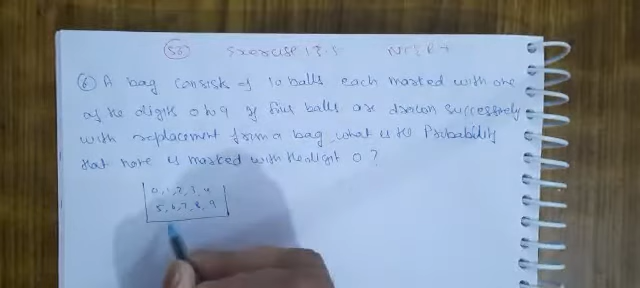 52 Exercise 13.5 NCERT
6 A bag consists of 10 balls each marked with one
of the digits 0 to 9 If four balls are drawn successively
with replacement from a bag, what is the Probability
that none is marked with the digit 0 ?
0, 1, 2, 3, 4
5, 6, 7, 8, 9